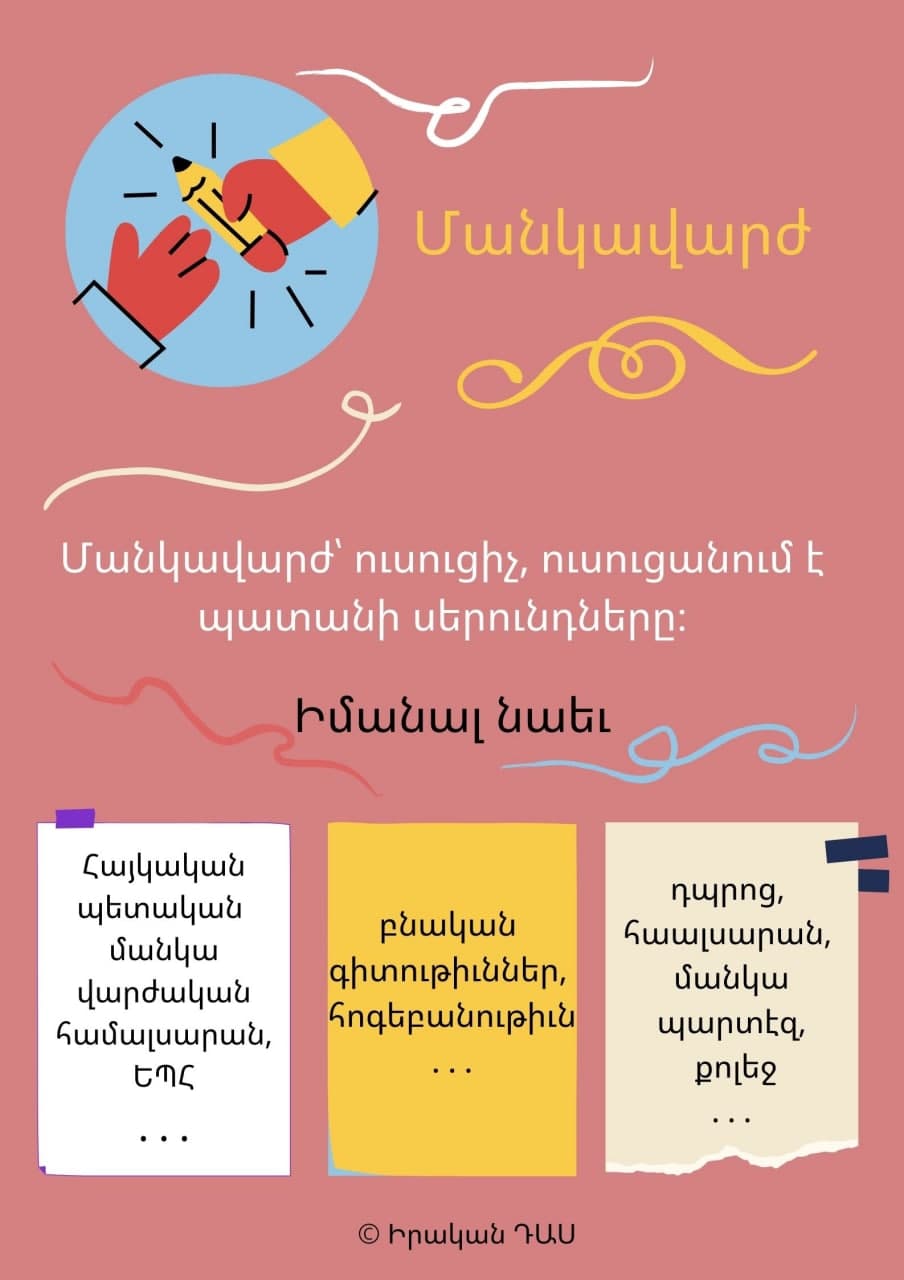 Մանկավարժ
Մանկավարժ՝ ուսուցիչ, ուսուցանում է
պատանի սերունդները։
Իմանալ նաեւ
Հայկական
պետական
մանկա
վարժական
համալսարան,
ԵՊՀ
. . .
բնական
գիտութիւններ,
հոգեբանութիւն
. . .
դպրոց,
հաալսարան,
մանկա
պարտէզ,
քոլեջ
. . .
© Իրական ԴԱՍ